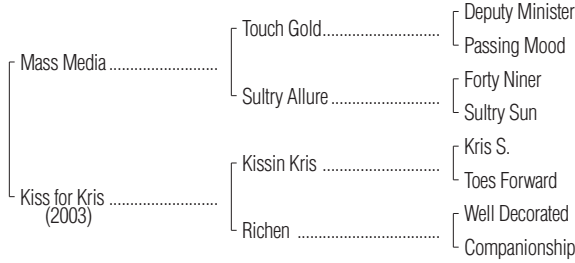 Deputy Minister
Touch Gold
Passing Mood
Mass Media
Forty Niner
Sultry Allure
Sultry Sun
Kris S.
Kissin Kris
Toes Forward
Kiss for Kris
(2003)
Well Decorated
Richen
Companionship